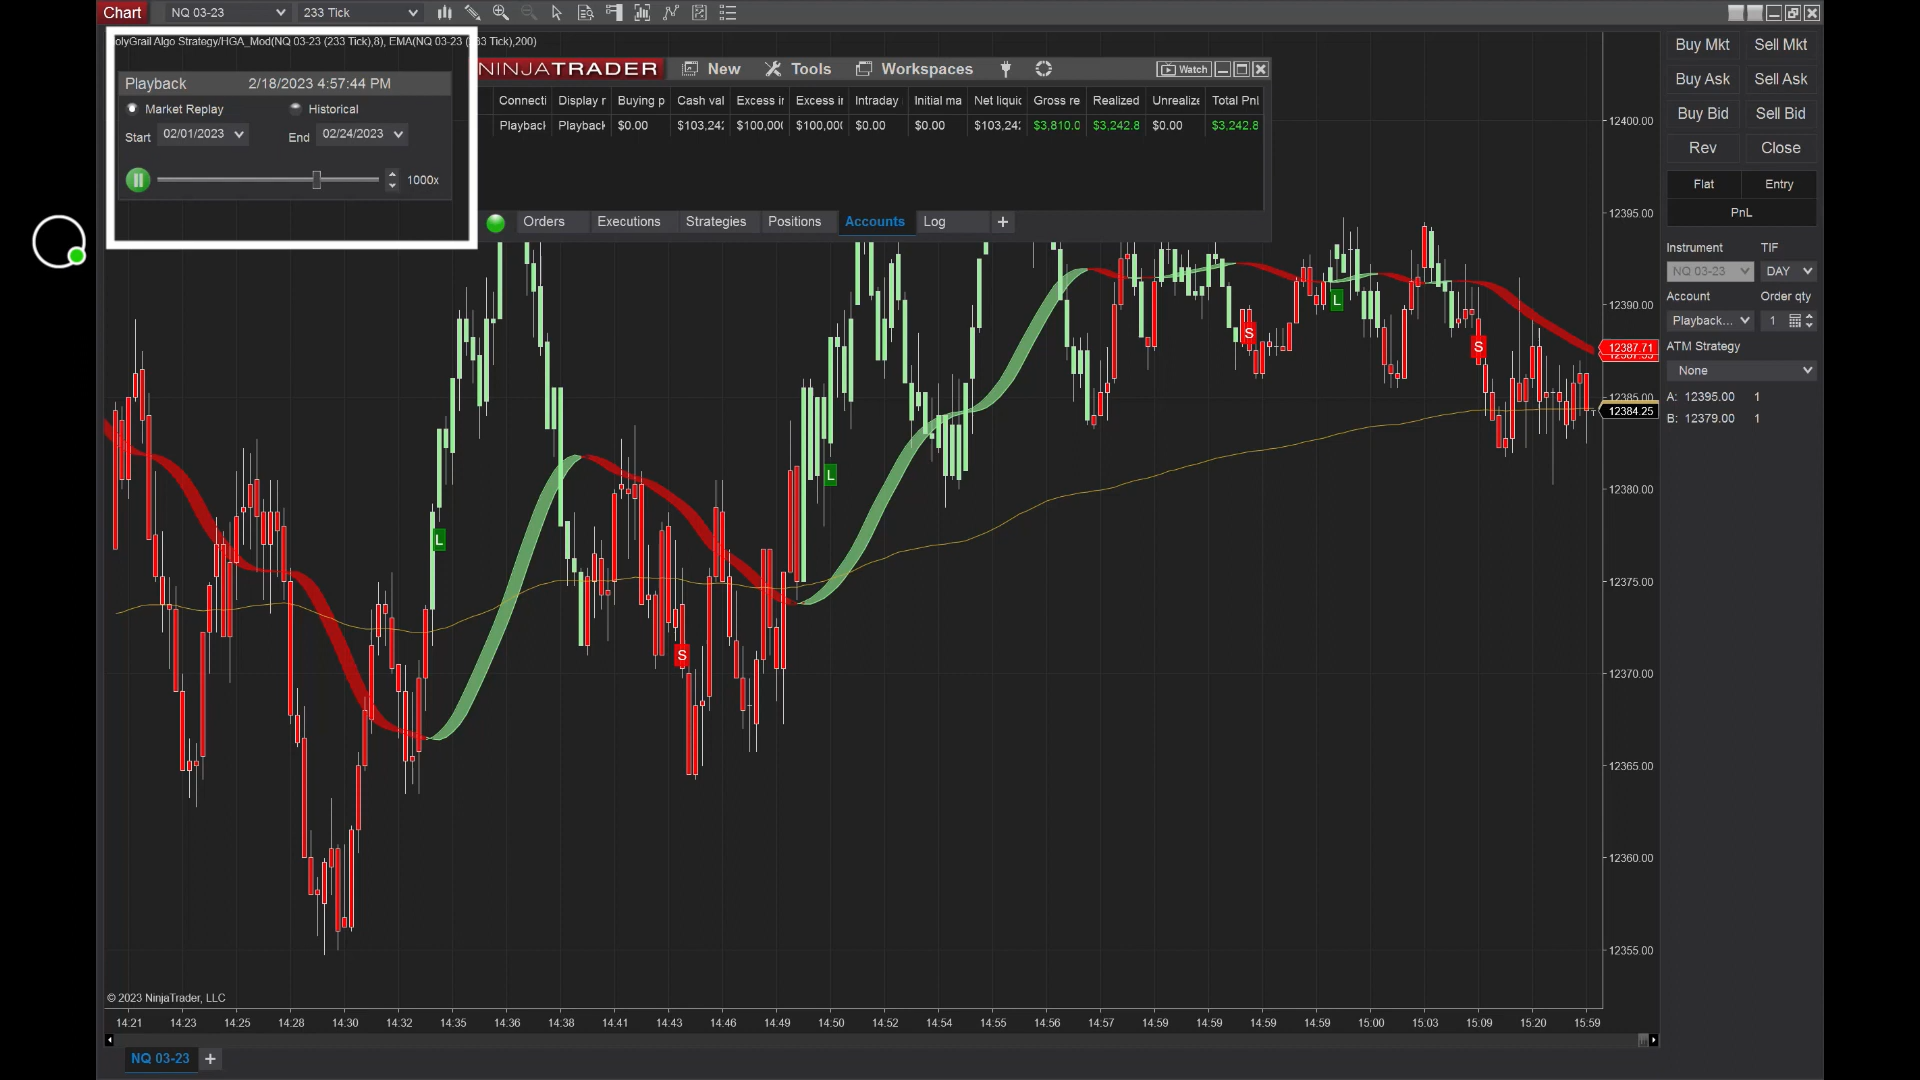 Chart NQ 03-23 233 Tick
olyGrail Algo Strategy/HGA_Mod(NQ 03-23 (233 Tick),8), EMA(NQ 03-23 ( 33 Tick),200)
Playback 2/18/2023 4:57:44 PM
Market Replay Historical
Start 02/01/2023 End 02/24/2023
1000x
NINJATRADER New Tools Workspaces Watch
Connecti Display r Buying p Cash val Excess ir Excess ir Intraday Initial ma Net liquic Gross re Realized Unrealize Total PnL
Playback Playback $0.00 $103,242 $100,000 $100,000 $0.00 $0.00 $103,242 $3,810.0 $3,242.8 $0.00 $3,242.8
Orders Executions Strategies Positions Accounts Log +
Buy Mkt Sell Mkt
Buy Ask Sell Ask
Buy Bid Sell Bid
Rev Close
Flat Entry
PnL
Instrument TIF
NQ 03-23 DAY
Account Order qty
Playback... 1
ATM Strategy
None
A: 12395.00 1
B: 12379.00 1
12400.00
12395.00
12390.00
12387.71
12385.00
12384.25
12380.00
12375.00
12370.00
12365.00
12360.00
12355.00
L
S
L
S
L
S
© 2023 NinjaTrader, LLC
14:21 14:23 14:25 14:28 14:30 14:32 14:35 14:36 14:38 14:41 14:43 14:46 14:49 14:50 14:52 14:54 14:55 14:56 14:57 14:59 14:59 14:59 15:00 15:03 15:09 15:20 15:59
NQ 03-23 +